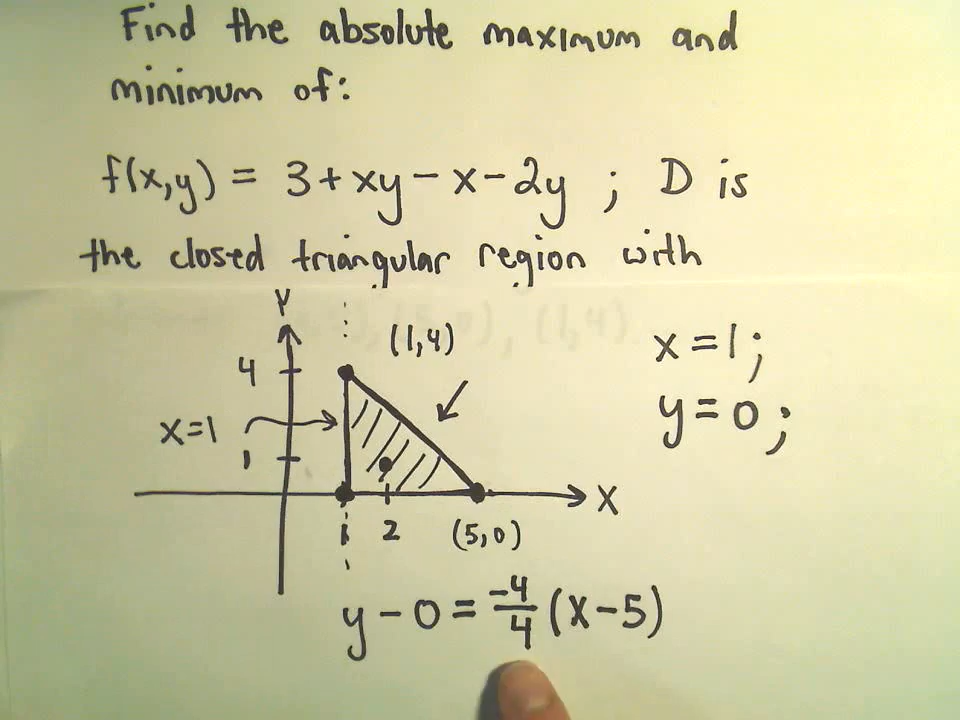 Find the absolute maximum and
minimum of:
f(x,y) = 3+xy-x-2y ; D is
the closed triangular region with
y
(1,4)
x=1;
4
y=0;
x=1
1
x
1
2
(5,0)
y-0 = -4/4 (x-5)